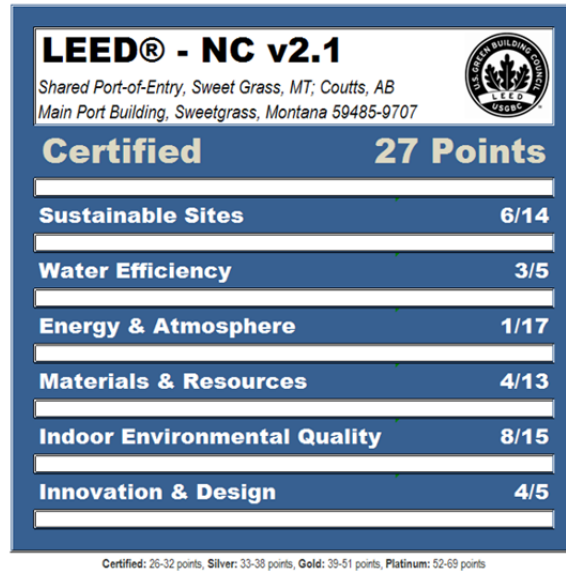 LEED® - NC v2.1
Shared Port-of-Entry, Sweet Grass, MT; Coutts, AB
Main Port Building, Sweetgrass, Montana 59485-9707
U.S. GREEN BUILDING COUNCIL
LEED
USGBC
Certified 27 Points
Sustainable Sites 6/14
Water Efficiency 3/5
Energy & Atmosphere 1/17
Materials & Resources 4/13
Indoor Environmental Quality 8/15
Innovation & Design 4/5
Certified: 26-32 points, Silver: 33-38 points, Gold: 39-51 points, Platinum: 52-69 points